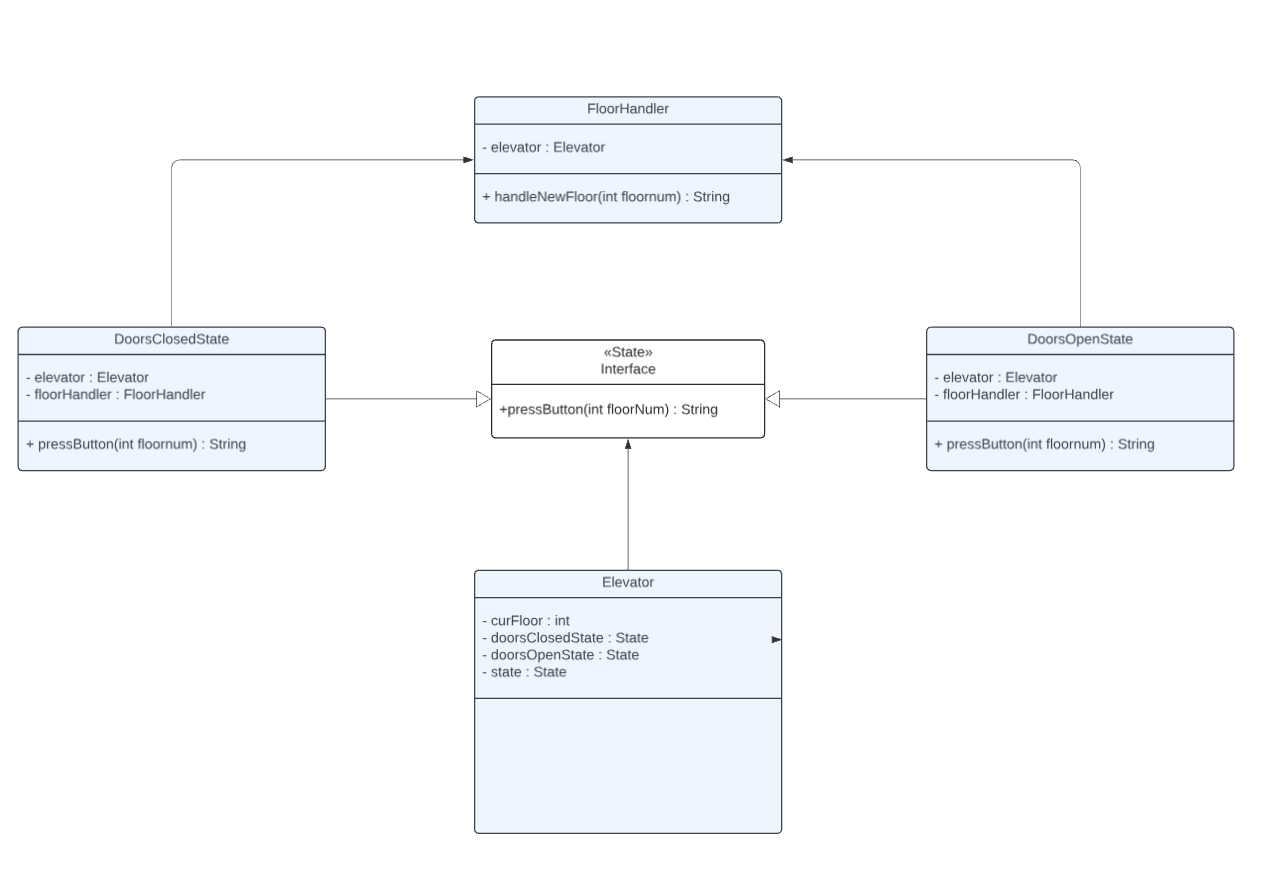 FloorHandler
- elevator : Elevator
+ handleNewFloor(int floornum) : String
DoorsClosedState
- elevator : Elevator
- floorHandler : FloorHandler
+ pressButton(int floornum) : String
«State»
Interface
+pressButton(int floorNum) : String
DoorsOpenState
- elevator : Elevator
- floorHandler : FloorHandler
+ pressButton(int floornum) : String
Elevator
- curFloor : int
- doorsClosedState : State
- doorsOpenState : State
- state : State